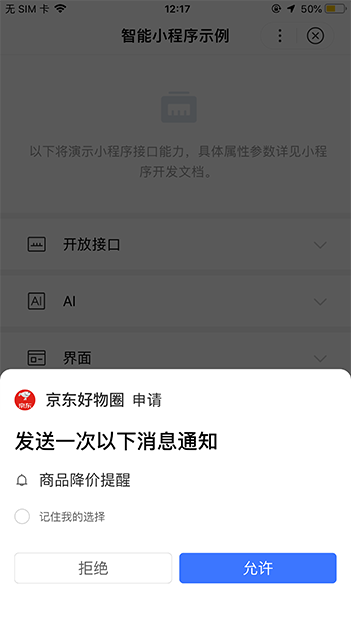 无 SIM 卡 12:17 50%
智能小程序示例
以下将演示小程序接口能力，具体属性参数详见小程
序开发文档。
开放接口
AI AI
界面
京东 京东好物圈 申请
发送一次以下消息通知
商品降价提醒
记住我的选择
拒绝 允许